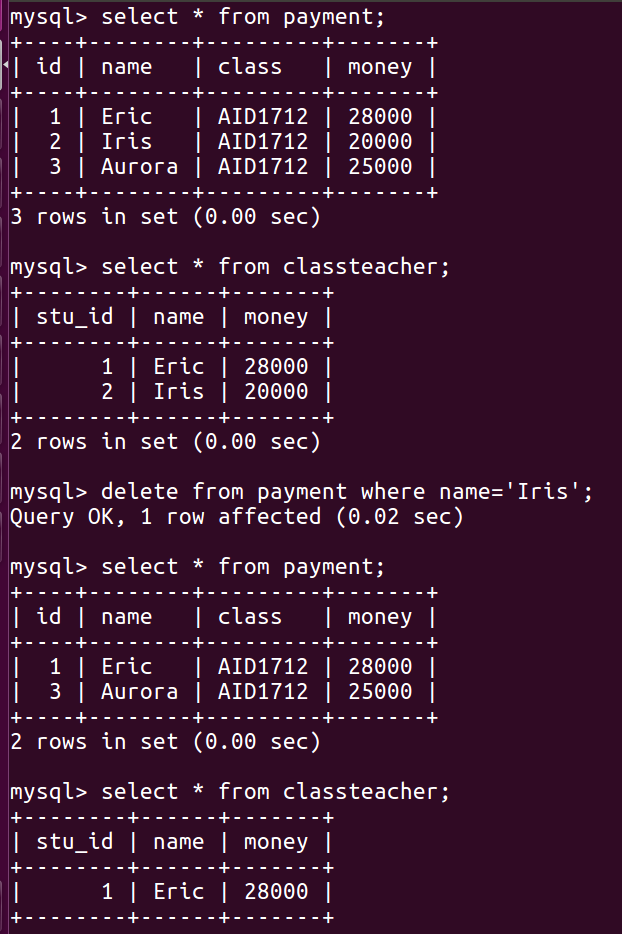 mysql> select * from payment;
+----+--------+---------+-------+
| id | name   | class   | money |
+----+--------+---------+-------+
|  1 | Eric   | AID1712 | 28000 |
|  2 | Iris   | AID1712 | 20000 |
|  3 | Aurora | AID1712 | 25000 |
+----+--------+---------+-------+
3 rows in set (0.00 sec)

mysql> select * from classteacher;
+--------+------+-------+
| stu_id | name | money |
+--------+------+-------+
|      1 | Eric | 28000 |
|      2 | Iris | 20000 |
+--------+------+-------+
2 rows in set (0.00 sec)

mysql> delete from payment where name='Iris';
Query OK, 1 row affected (0.02 sec)

mysql> select * from payment;
+----+--------+---------+-------+
| id | name   | class   | money |
+----+--------+---------+-------+
|  1 | Eric   | AID1712 | 28000 |
|  3 | Aurora | AID1712 | 25000 |
+----+--------+---------+-------+
2 rows in set (0.00 sec)

mysql> select * from classteacher;
+--------+------+-------+
| stu_id | name | money |
+--------+------+-------+
|      1 | Eric | 28000 |
+--------+------+-------+